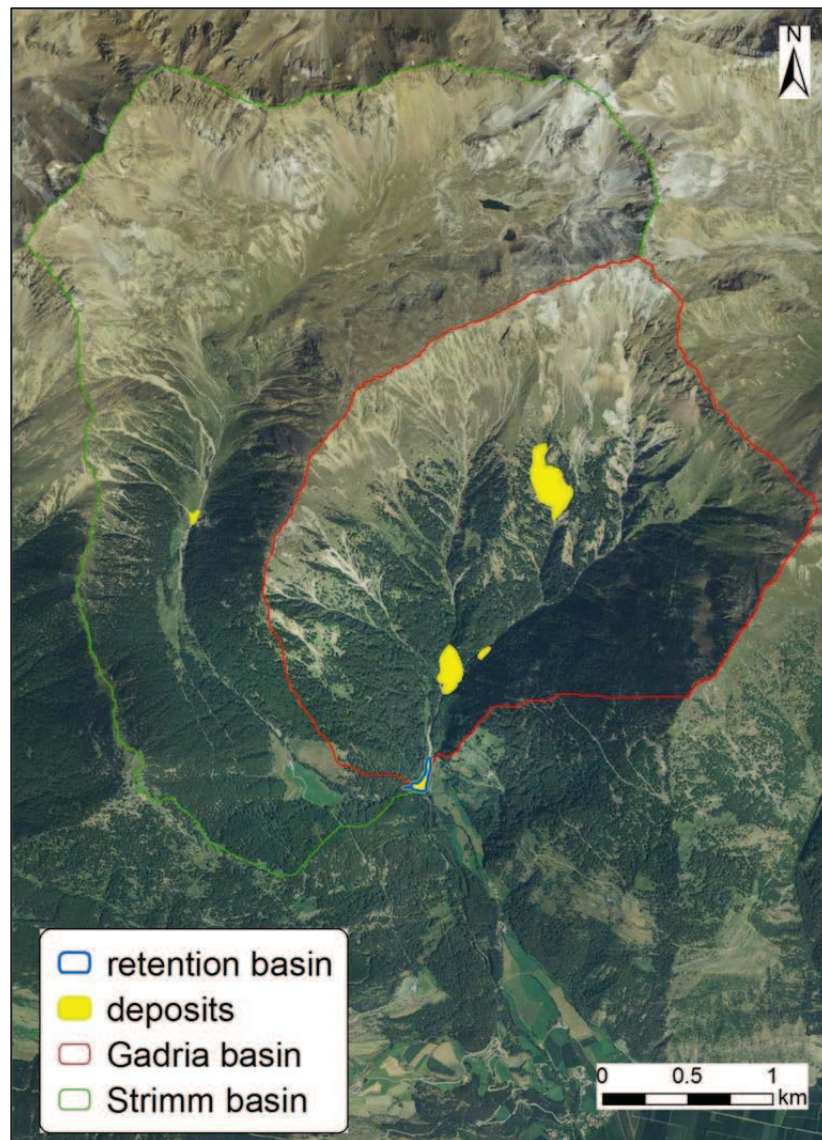 N
retention basin
deposits
Gadria basin
Strimm basin
0 0.5 1
km